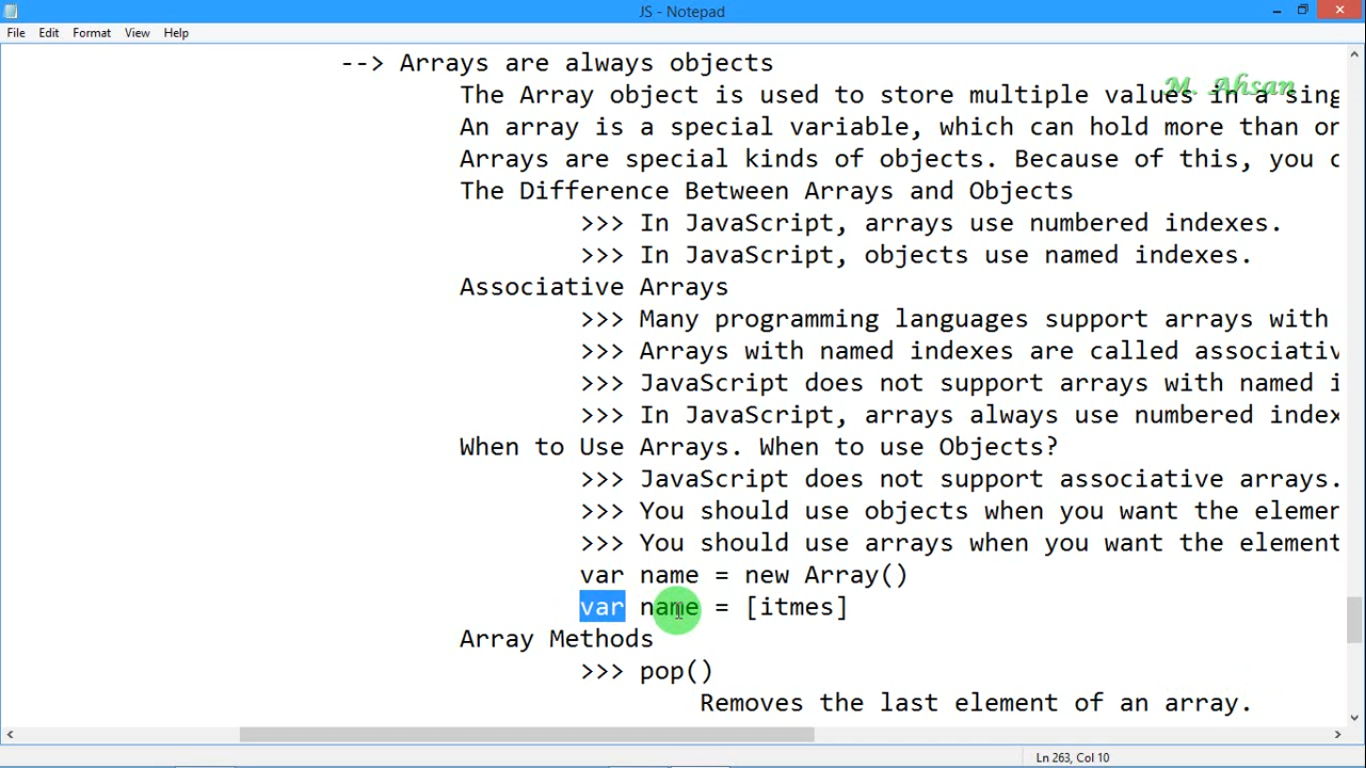 JS - Notepad
File Edit Format View Help
--> Arrays are always objects
M. Ahsan
The Array object is used to store multiple values in a sing
An array is a special variable, which can hold more than on
Arrays are special kinds of objects. Because of this, you c
The Difference Between Arrays and Objects
>>> In JavaScript, arrays use numbered indexes.
>>> In JavaScript, objects use named indexes.
Associative Arrays
>>> Many programming languages support arrays with
>>> Arrays with named indexes are called associativ
>>> JavaScript does not support arrays with named i
>>> In JavaScript, arrays always use numbered index
When to Use Arrays. When to use Objects?
>>> JavaScript does not support associative arrays.
>>> You should use objects when you want the elemen
>>> You should use arrays when you want the element
var name = new Array()
var name = [itmes]
Array Methods
>>> pop()
Removes the last element of an array.
Ln 263, Col 10